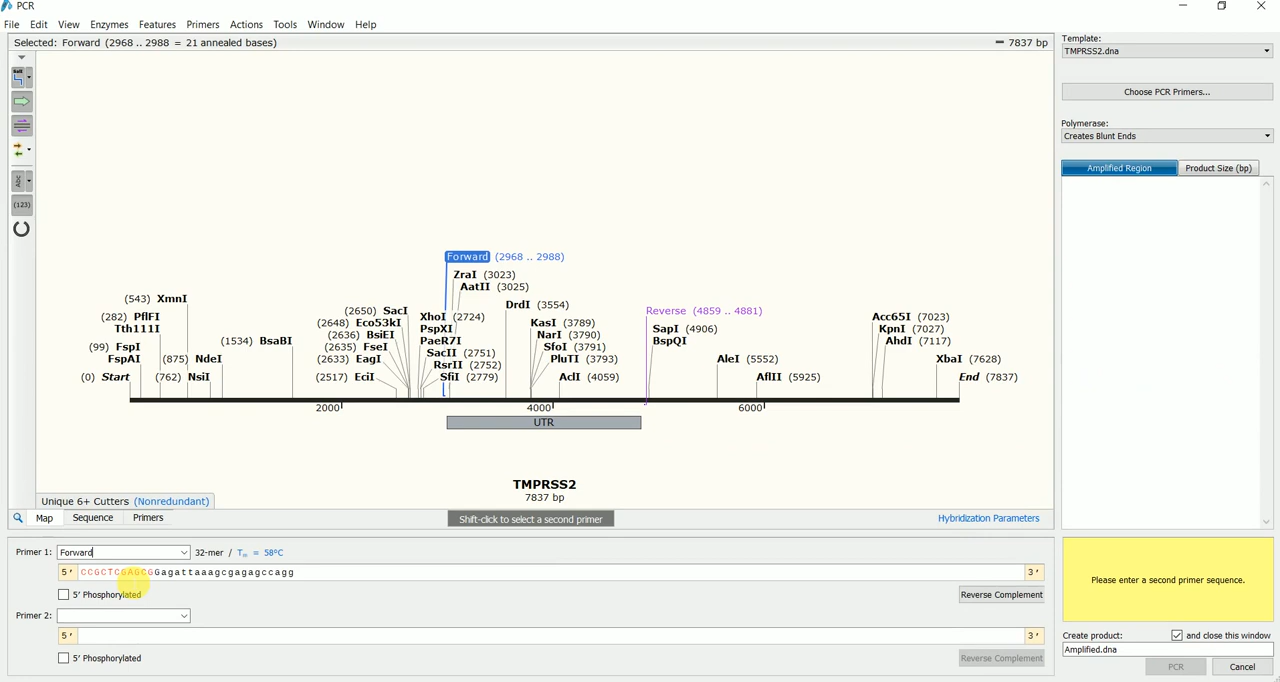 PCR
File Edit View Enzymes Features Primers Actions Tools Window Help
Selected: Forward (2968 .. 2988 = 21 annealed bases)
7837 bp
Template:
TMPRSS2.dna
Choose PCR Primers...
Polymerase:
Creates Blunt Ends
Amplified Region Product Size (bp)
Forward (2968 .. 2988)
ZraI (3023)
AatII (3025)
(543) XmnI
DrdI (3554)
(2650) SacI
Reverse (4859 .. 4881)
(282) PflFI
XhoI (2724)
Acc65I (7023)
(2648) Eco53kI
KasI (3789)
Tth111I
PspXI
SapI (4906)
KpnI (7027)
(2636) BsiEI
NarI (3790)
(1534) BsaBI
PaeR7I
BspQI
AhdI (7117)
(99) FspI
(2635) FseI
SfoI (3791)
SacII (2751)
FspAI
(875) NdeI
(2633) EagI
PluTI (3793)
AleI (5552)
XbaI (7628)
RsrII (2752)
(0) Start
(762) NsiI
(2517) EciI
SfiI (2779)
AclI (4059)
AflII (5925)
End (7837)
2000 4000 6000
UTR
TMPRSS2
7837 bp
Unique 6+ Cutters (Nonredundant)
Map Sequence Primers
Shift-click to select a second primer
Hybridization Parameters
Primer 1: Forward 32-mer / Tm = 58°C
5' CCGCTCGAGCGGagattaaagcgagagccagg 3'
5' Phosphorylated
Reverse Complement
Primer 2:
5' 3'
5' Phosphorylated
Reverse Complement
Please enter a second primer sequence.
Create product: and close this window
Amplified.dna
PCR Cancel